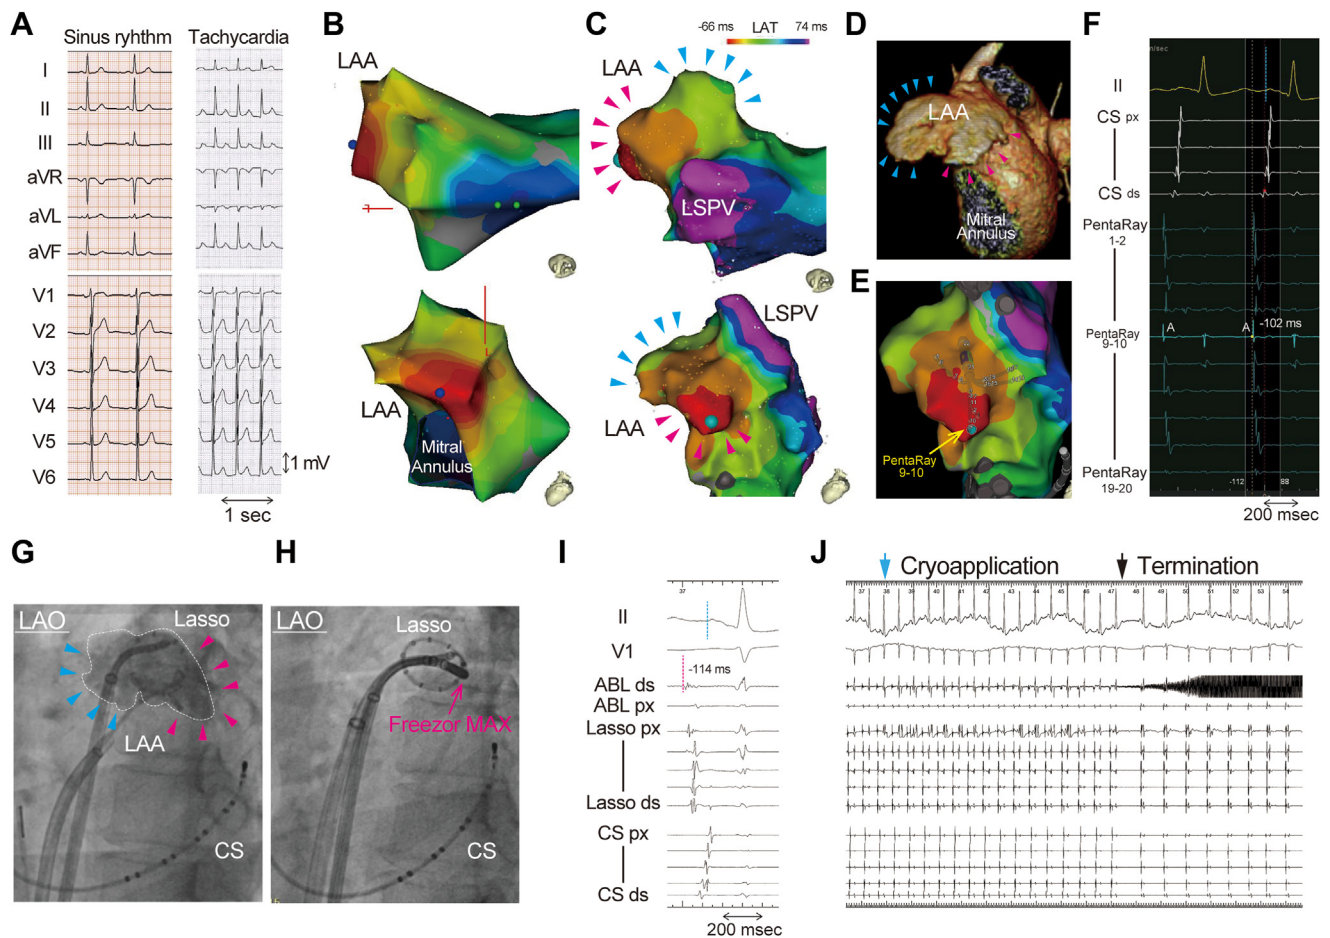 A
Sinus ryhthm
Tachycardia
I
II
III
aVR
aVL
aVF
V1
V2
V3
V4
V5
V6
1 mV
1 sec
B
LAA
LAA
Mitral
Annulus
C
-66 ms
LAT
74 ms
LAA
LSPV
LSPV
LAA
D
LAA
Mitral
Annulus
E
PentaRay
9-10
F
II
CS px
CS ds
PentaRay
1-2
PentaRay
9-10
PentaRay
19-20
A
A
-102 ms
-112
88
200 msec
G
LAO
Lasso
LAA
CS
H
LAO
Lasso
Freezor MAX
CS
I
37
II
V1
-114 ms
ABL ds
ABL px
Lasso px
Lasso ds
CS px
CS ds
200 msec
J
Cryoapplication
Termination
37 38 39 40 41 42 43 44 45 46 47 48 49 50 51 52 53 54